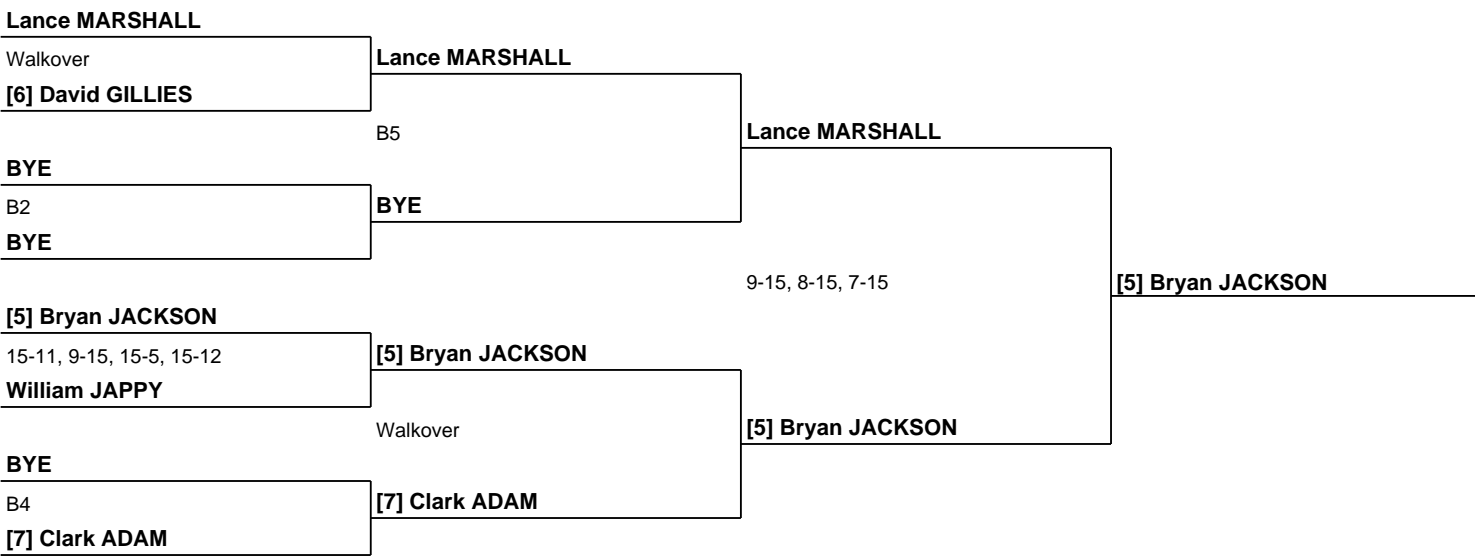 Lance MARSHALL
Walkover
[6] David GILLIES
BYE
B2
BYE
[5] Bryan JACKSON
15-11, 9-15, 15-5, 15-12
William JAPPY
BYE
B4
[7] Clark ADAM
Lance MARSHALL
B5
BYE
[5] Bryan JACKSON
Walkover
[7] Clark ADAM
Lance MARSHALL
9-15, 8-15, 7-15
[5] Bryan JACKSON
[5] Bryan JACKSON